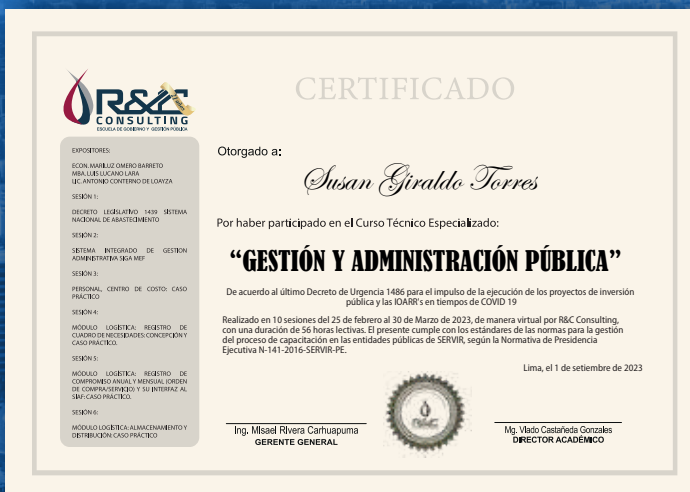 R&C
CONSULTING
ESCUELA DE GOBIERNO Y GESTIÓN PÚBLICA
EXPOSITORES:
ECON. MARILUZ OMERO BARRETO
MBA. LUIS LUCANO LARA
LIC. ANTONIO CONTERNO DE LOAYZA
SESIÓN 1:
DECRETO LEGISLATIVO 1439 SISTEMA
NACIONAL DE ABASTECIMIENTO
SESIÓN 2:
SISTEMA INTEGRADO DE GESTION
ADMINISTRATIVA SIGA MEF
SESIÓN 3:
PERSONAL, CENTRO DE COSTO: CASO
PRÁCTICO
SESIÓN 4:
MÓDULO LOGÍSTICA: REGISTRO DE
CUADRO DE NECESIDADES: CONCEPCIÓN Y
CASO PRÁCTICO.
SESIÓN 5:
MÓDULO LOGÍSTICA: REGISTRO DE
COMPROMISO ANUAL Y MENSUAL (ORDEN
DE COMPRA/SERVICIO) Y SU INTERFAZ AL
SIAF: CASO PRÁCTICO.
SESIÓN 6:
MÓDULO LOGÍSTICA: ALMACENAMIENTO Y
DISTRIBUCIÓN: CASO PRÁCTICO
CERTIFICADO
Otorgado a:
Susan Giraldo Torres
Por haber participado en el Curso Técnico Especializado:
“GESTIÓN Y ADMINISTRACIÓN PÚBLICA”
De acuerdo al último Decreto de Urgencia 1486 para el impulso de la ejecución de los proyectos de inversión
pública y las IOARR's en tiempos de COVID 19
Realizado en 10 sesiones del 25 de febrero al 30 de Marzo de 2023, de manera virtual por R&C Consulting,
con una duración de 56 horas lectivas. El presente cumple con los estándares de las normas para la gestión
del proceso de capacitación en las entidades públicas de SERVIR, según la Normativa de Presidencia
Ejecutiva N-141-2016-SERVIR-PE.
Lima, el 1 de setiembre de 2023
Ing. Misael Rivera Carhuapuma
GERENTE GENERAL
Mg. Vlado Castañeda Gonzales
DIRECTOR ACADÉMICO